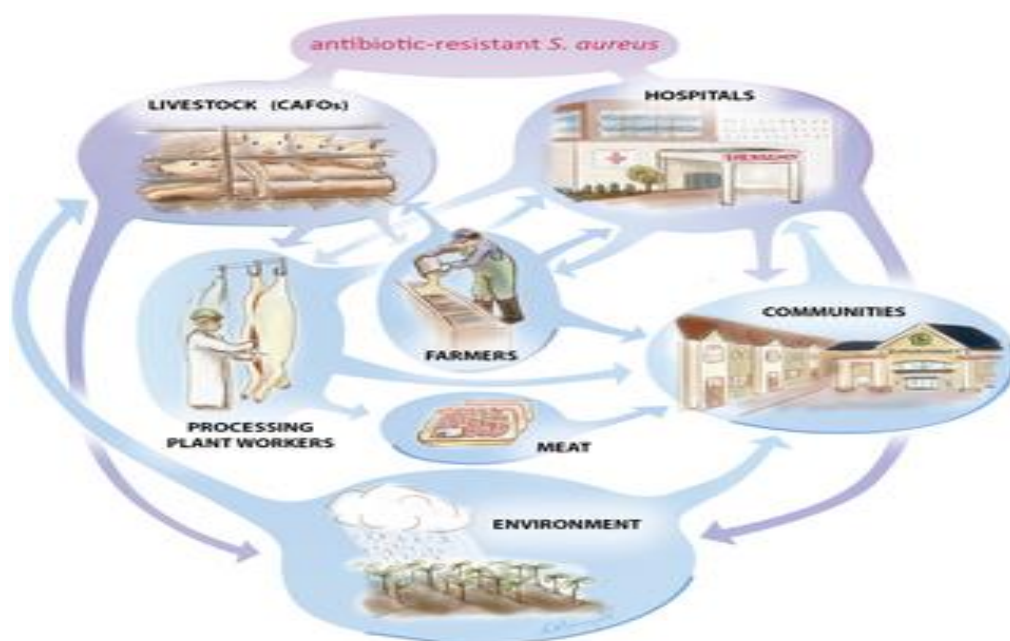 antibiotic-resistant S. aureus
LIVESTOCK (CAFOs)
HOSPITALS
EMERGENCY
COMMUNITIES
FARMERS
PROCESSING
PLANT WORKERS
MEAT
ENVIRONMENT